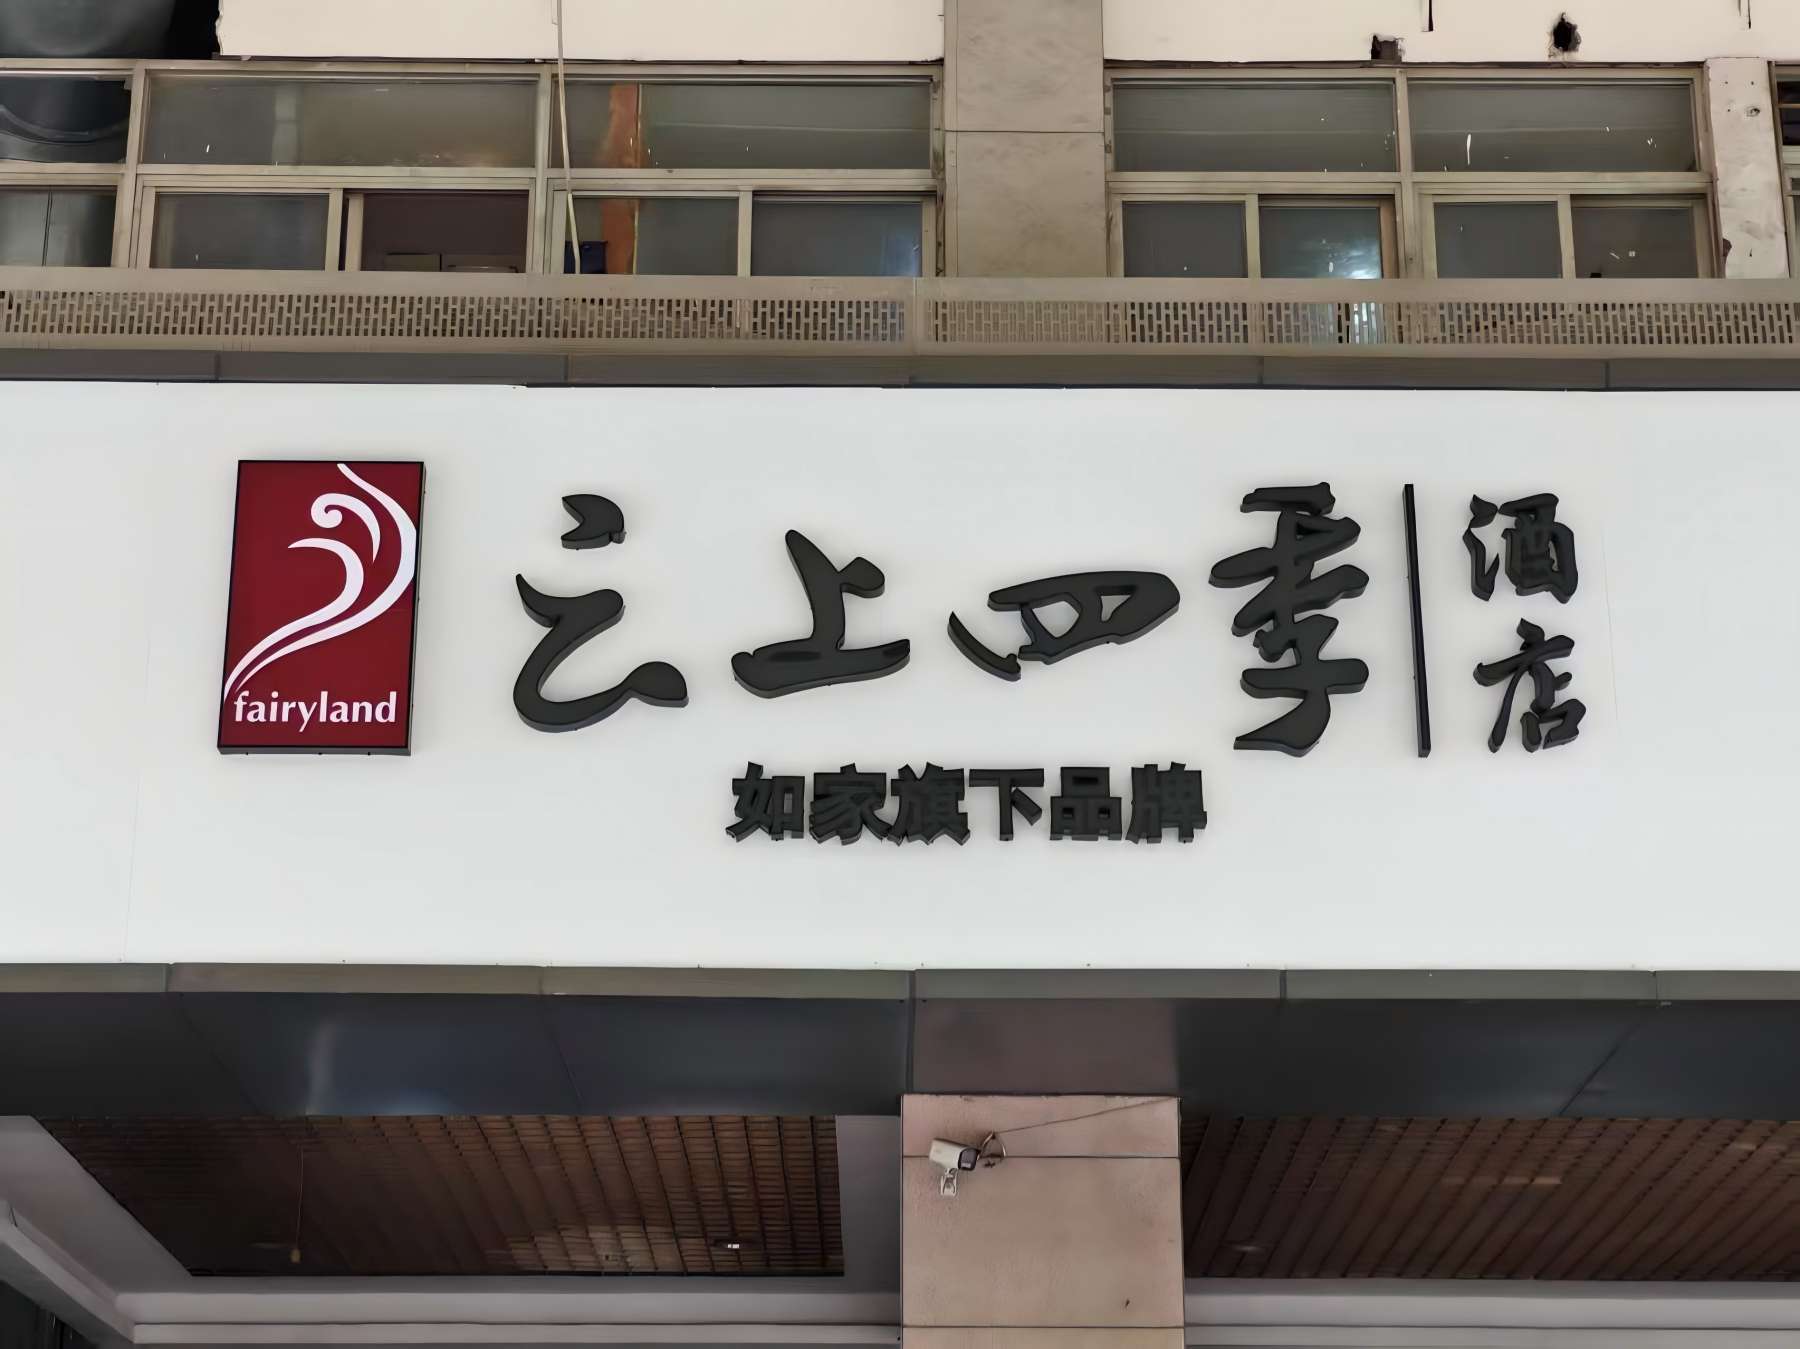 fairyland
云上四季
酒店
如家旗下品牌